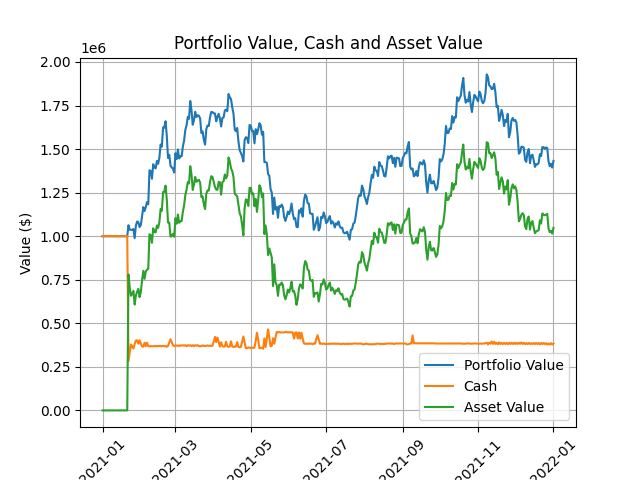 Portfolio Value, Cash and Asset Value
1e6
2.00
1.75
1.50
1.25
1.00
0.75
0.50
0.25
0.00
Value ($)
Portfolio Value
Cash
Asset Value
2021-01
2021-03
2021-05
2021-07
2021-09
2021-11
2022-01